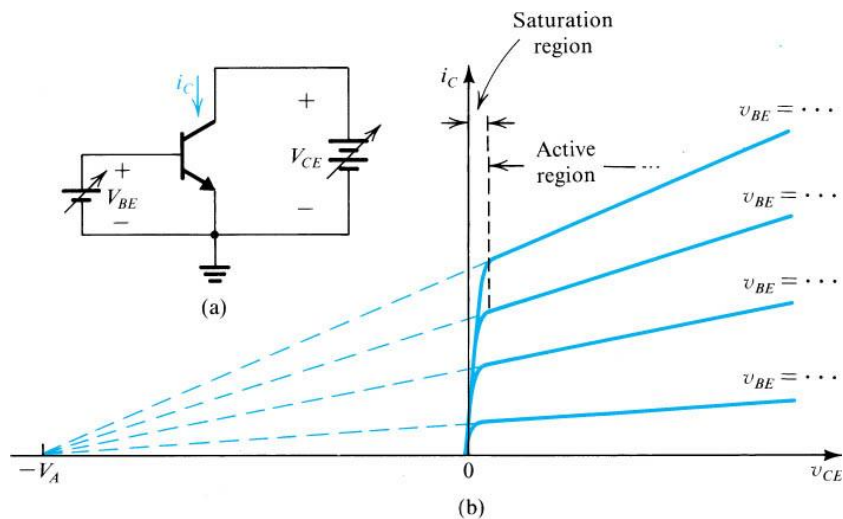 Saturation
region
i_C
i_C
v_BE = · · ·
+
V_CE
−
+
V_BE
−
Active
region
· · ·
v_BE = · · ·
v_BE = · · ·
(a)
v_BE = · · ·
−V_A
0
v_CE
(b)